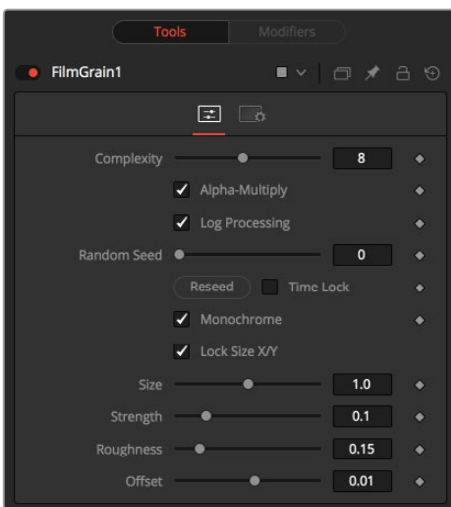 Tools Modifiers
FilmGrain1
Complexity 8
Alpha-Multiply
Log Processing
Random Seed 0
Reseed Time Lock
Monochrome
Lock Size X/Y
Size 1.0
Strength 0.1
Roughness 0.15
Offset 0.01